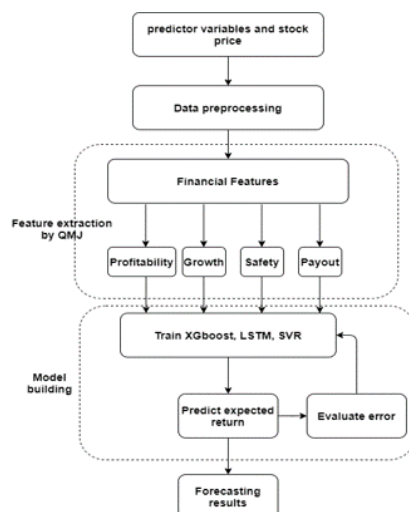 predictor variables and stock
price
Data preprocessing
Financial Features
Feature extraction
by QMJ
Profitability
Growth
Safety
Payout
Train XGboost, LSTM, SVR
Model
building
Predict expected
return
Evaluate error
Forecasting
results